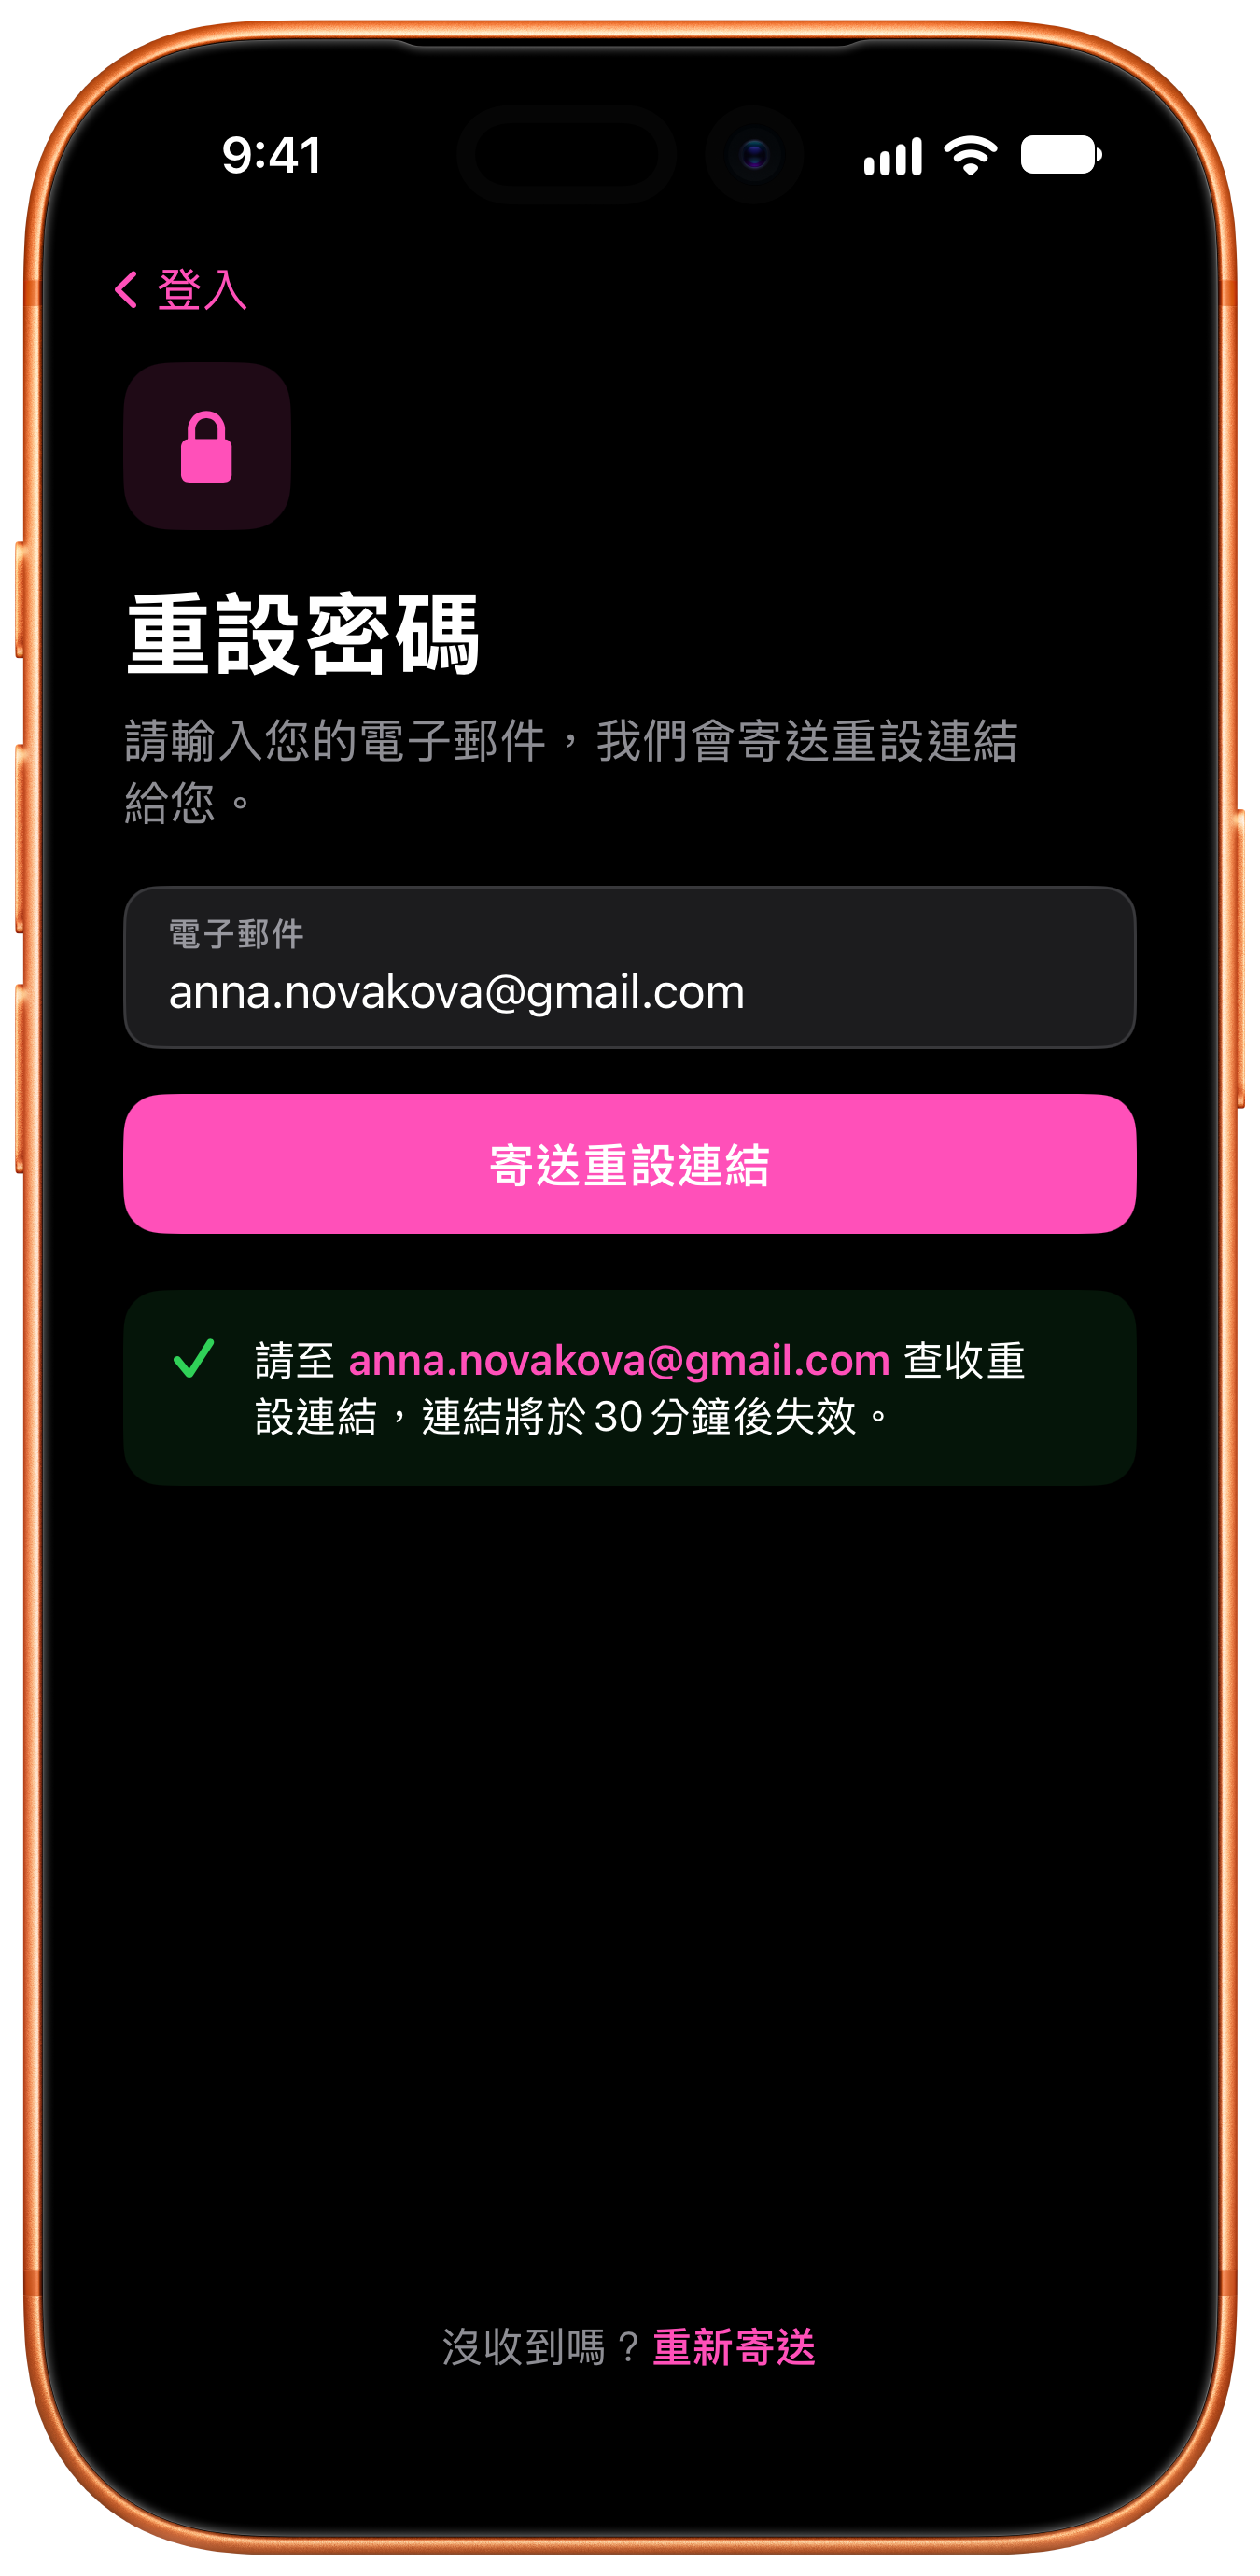 9:41
登入
重設密碼
請輸入您的電子郵件，我們會寄送重設連結
給您。
電子郵件
anna.novakova@gmail.com
寄送重設連結
請至 anna.novakova@gmail.com 查收重
設連結，連結將於 30 分鐘後失效。
沒收到嗎？重新寄送